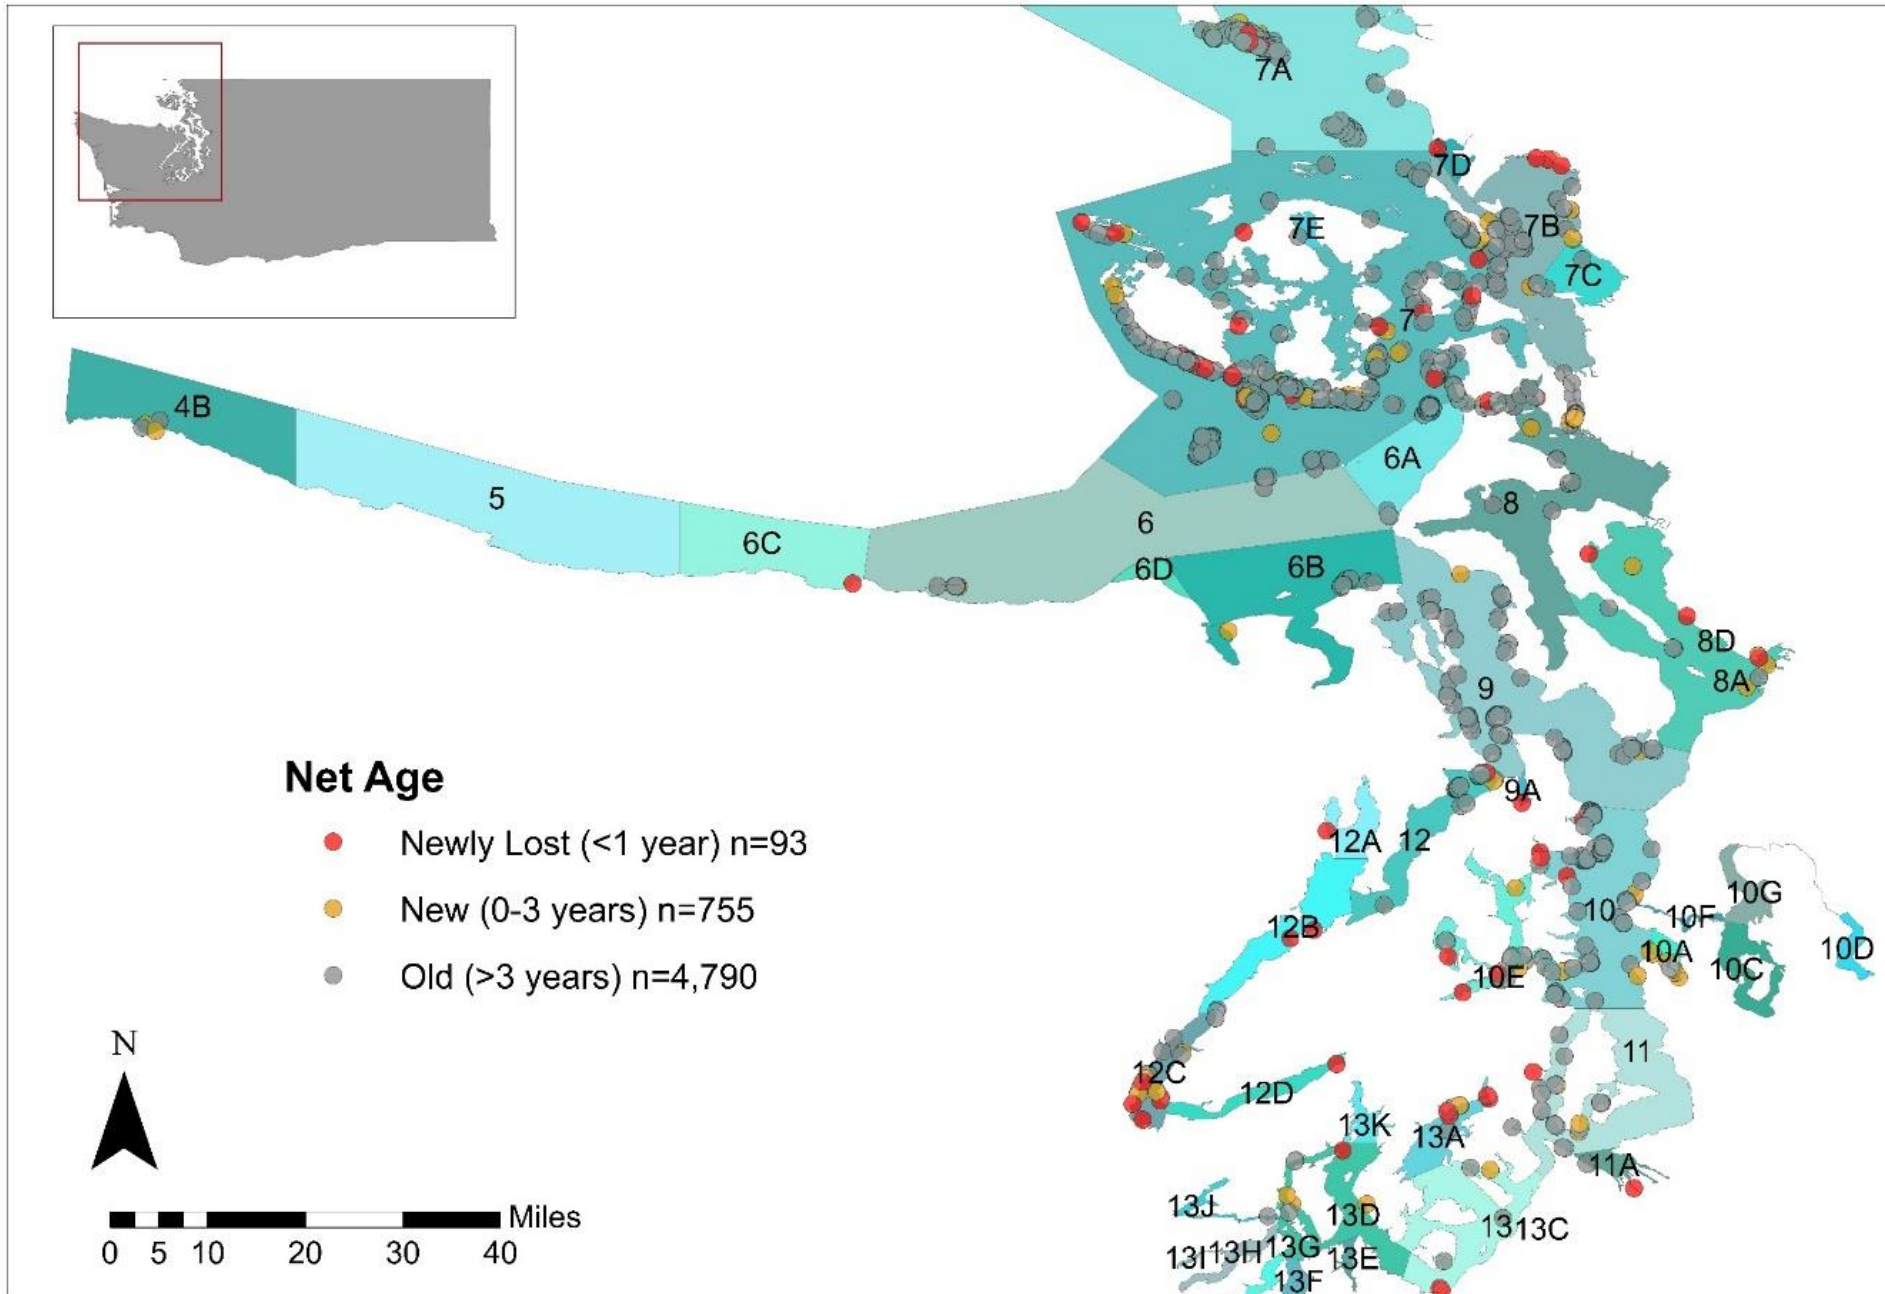 7A
7D
7E
7B
7C
7
4B
6A
5
8
6
6C
6D
6B
8D
8A
9
9A
12A
12
10G
10
10F
12B
10A
10D
10C
10E
11
12C
12D
13K
13A
11A
13J
13D
13
13C
13I
13H
13G
13E
13F
Net Age
Newly Lost (<1 year) n=93
New (0-3 years) n=755
Old (>3 years) n=4,790
N
Miles
0 5 10 20 30 40